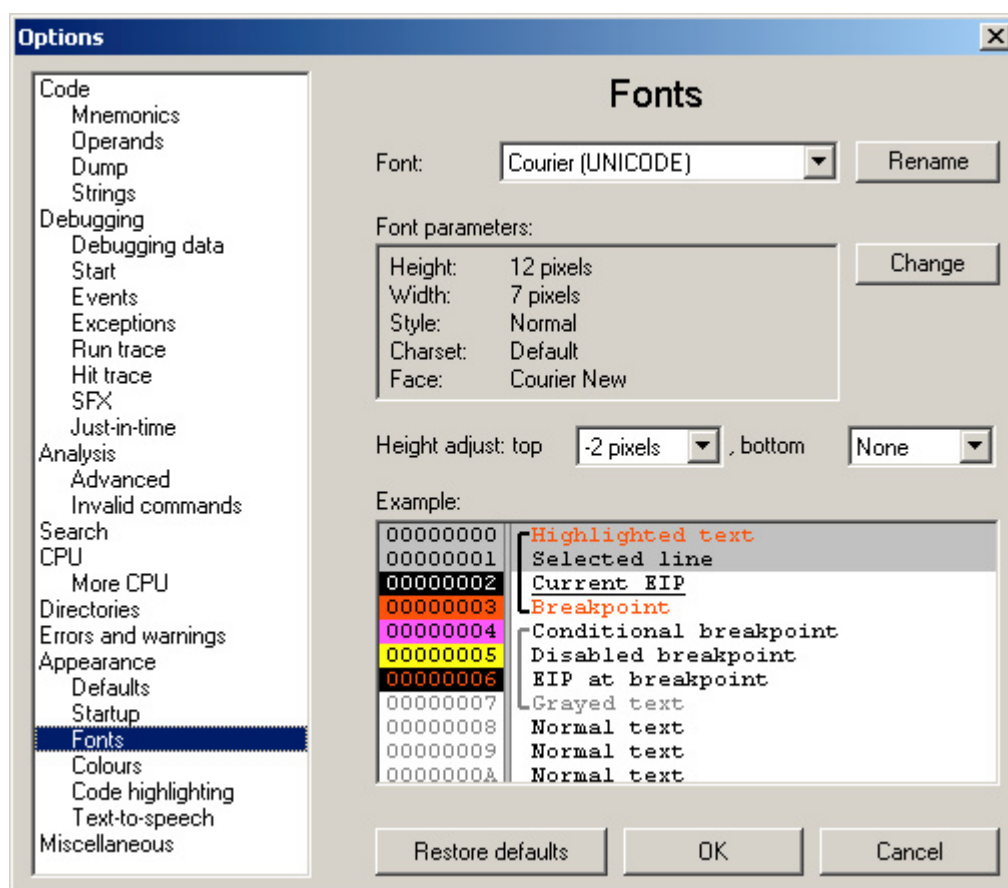 Options
Code
Mnemonics
Operands
Dump
Strings
Debugging
Debugging data
Start
Events
Exceptions
Run trace
Hit trace
SFX
Just-in-time
Analysis
Advanced
Invalid commands
Search
CPU
More CPU
Directories
Errors and warnings
Appearance
Defaults
Startup
Fonts
Colours
Code highlighting
Text-to-speech
Miscellaneous
Fonts
Font: Courier (UNICODE) Rename
Font parameters:
Height: 12 pixels
Width: 7 pixels
Style: Normal
Charset: Default
Face: Courier New
Change
Height adjust: top -2 pixels , bottom None
Example:
00000000 Highlighted text
00000001 Selected line
00000002 Current EIP
00000003 Breakpoint
00000004 Conditional breakpoint
00000005 Disabled breakpoint
00000006 EIP at breakpoint
00000007 Grayed text
00000008 Normal text
00000009 Normal text
0000000A Normal text
Restore defaults OK Cancel